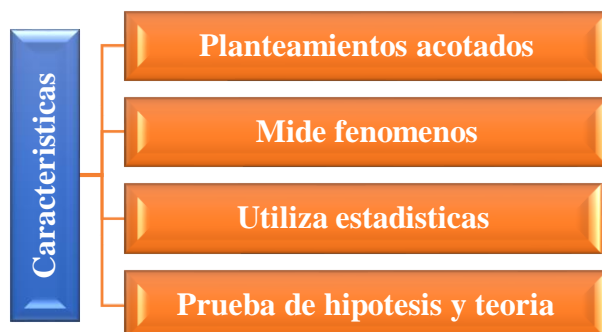 Caracteristicas
Planteamientos acotados
Mide fenomenos
Utiliza estadisticas
Prueba de hipotesis y teoria